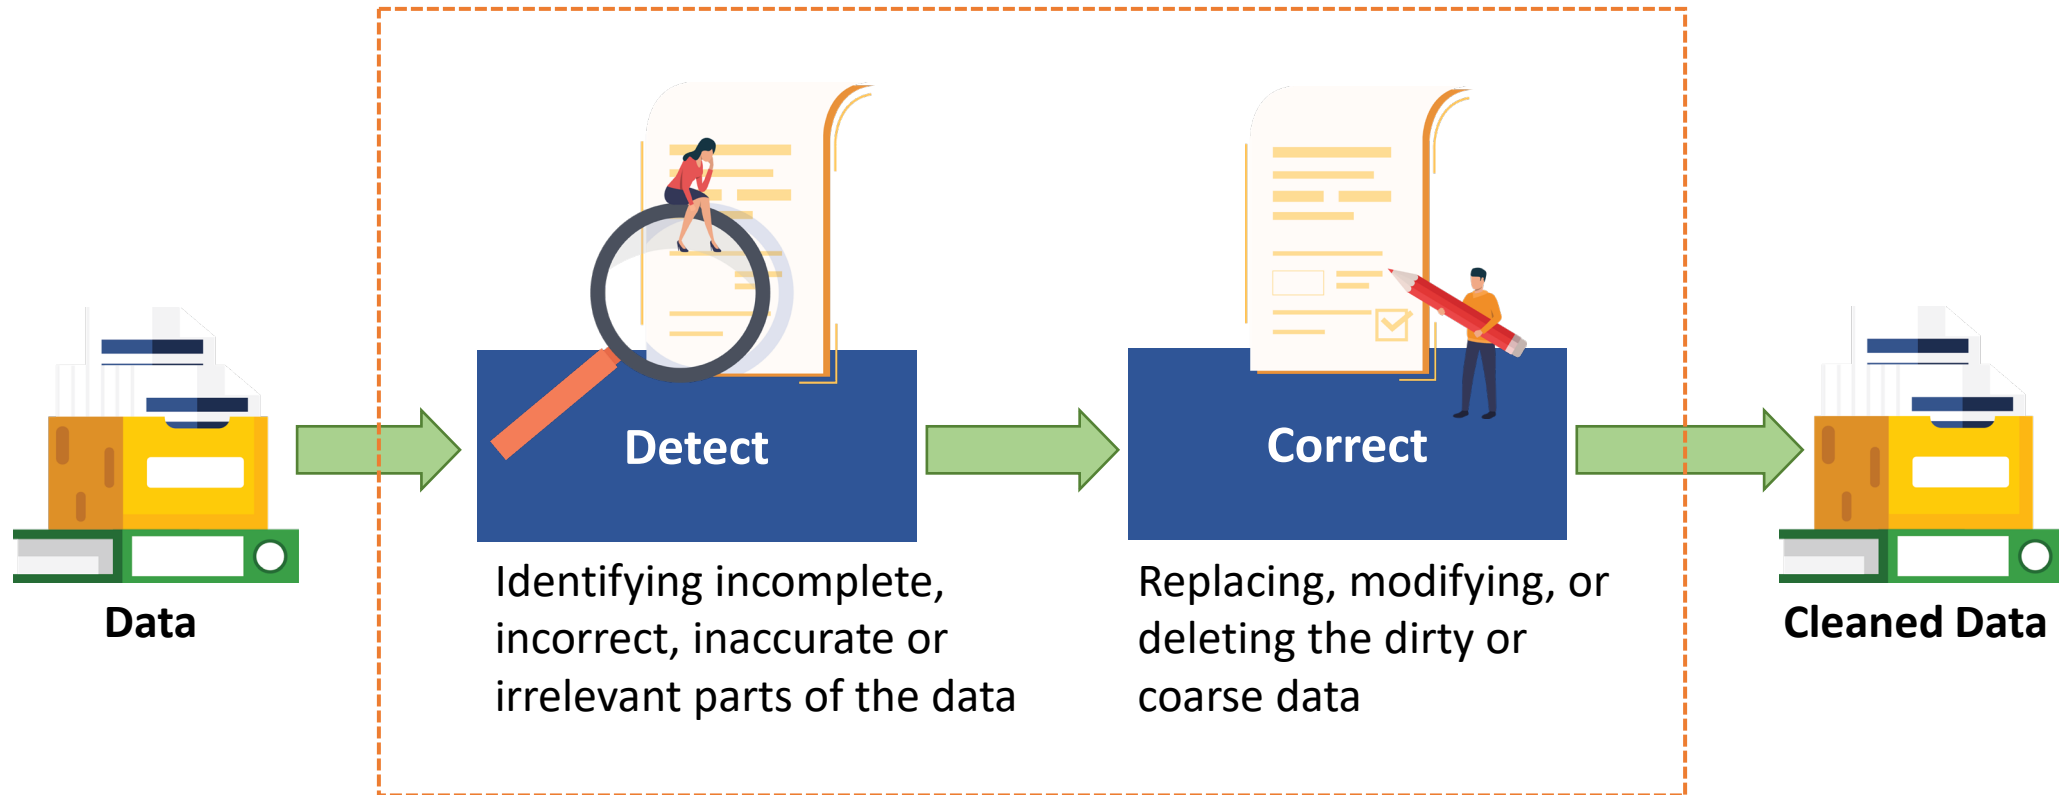 Data
Detect
Identifying incomplete,
incorrect, inaccurate or
irrelevant parts of the data
Correct
Replacing, modifying, or
deleting the dirty or
coarse data
Cleaned Data